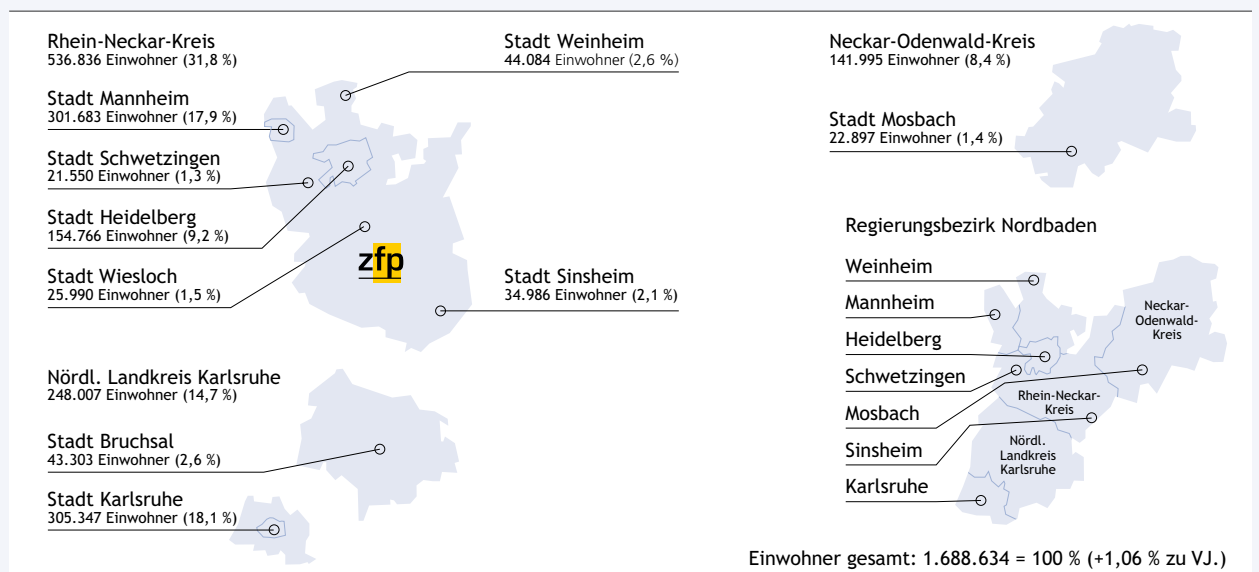 Rhein-Neckar-Kreis
536.836 Einwohner (31,8 %)
Stadt Mannheim
301.683 Einwohner (17,9 %)
Stadt Schwetzingen
21.550 Einwohner (1,3 %)
Stadt Heidelberg
154.766 Einwohner (9,2 %)
Stadt Wiesloch
25.990 Einwohner (1,5 %)
Stadt Weinheim
44.084 Einwohner (2,6 %)
zfp
Stadt Sinsheim
34.986 Einwohner (2,1 %)
Nördl. Landkreis Karlsruhe
248.007 Einwohner (14,7 %)
Stadt Bruchsal
43.303 Einwohner (2,6 %)
Stadt Karlsruhe
305.347 Einwohner (18,1 %)
Neckar-Odenwald-Kreis
141.995 Einwohner (8,4 %)
Stadt Mosbach
22.897 Einwohner (1,4 %)
Regierungsbezirk Nordbaden
Weinheim
Mannheim
Heidelberg
Schwetzingen
Mosbach
Sinsheim
Karlsruhe
Neckar-
Odenwald-
Kreis
Rhein-Neckar-
Kreis
Nördl.
Landkreis
Karlsruhe
Einwohner gesamt: 1.688.634 = 100 % (+1,06 % zu VJ.)